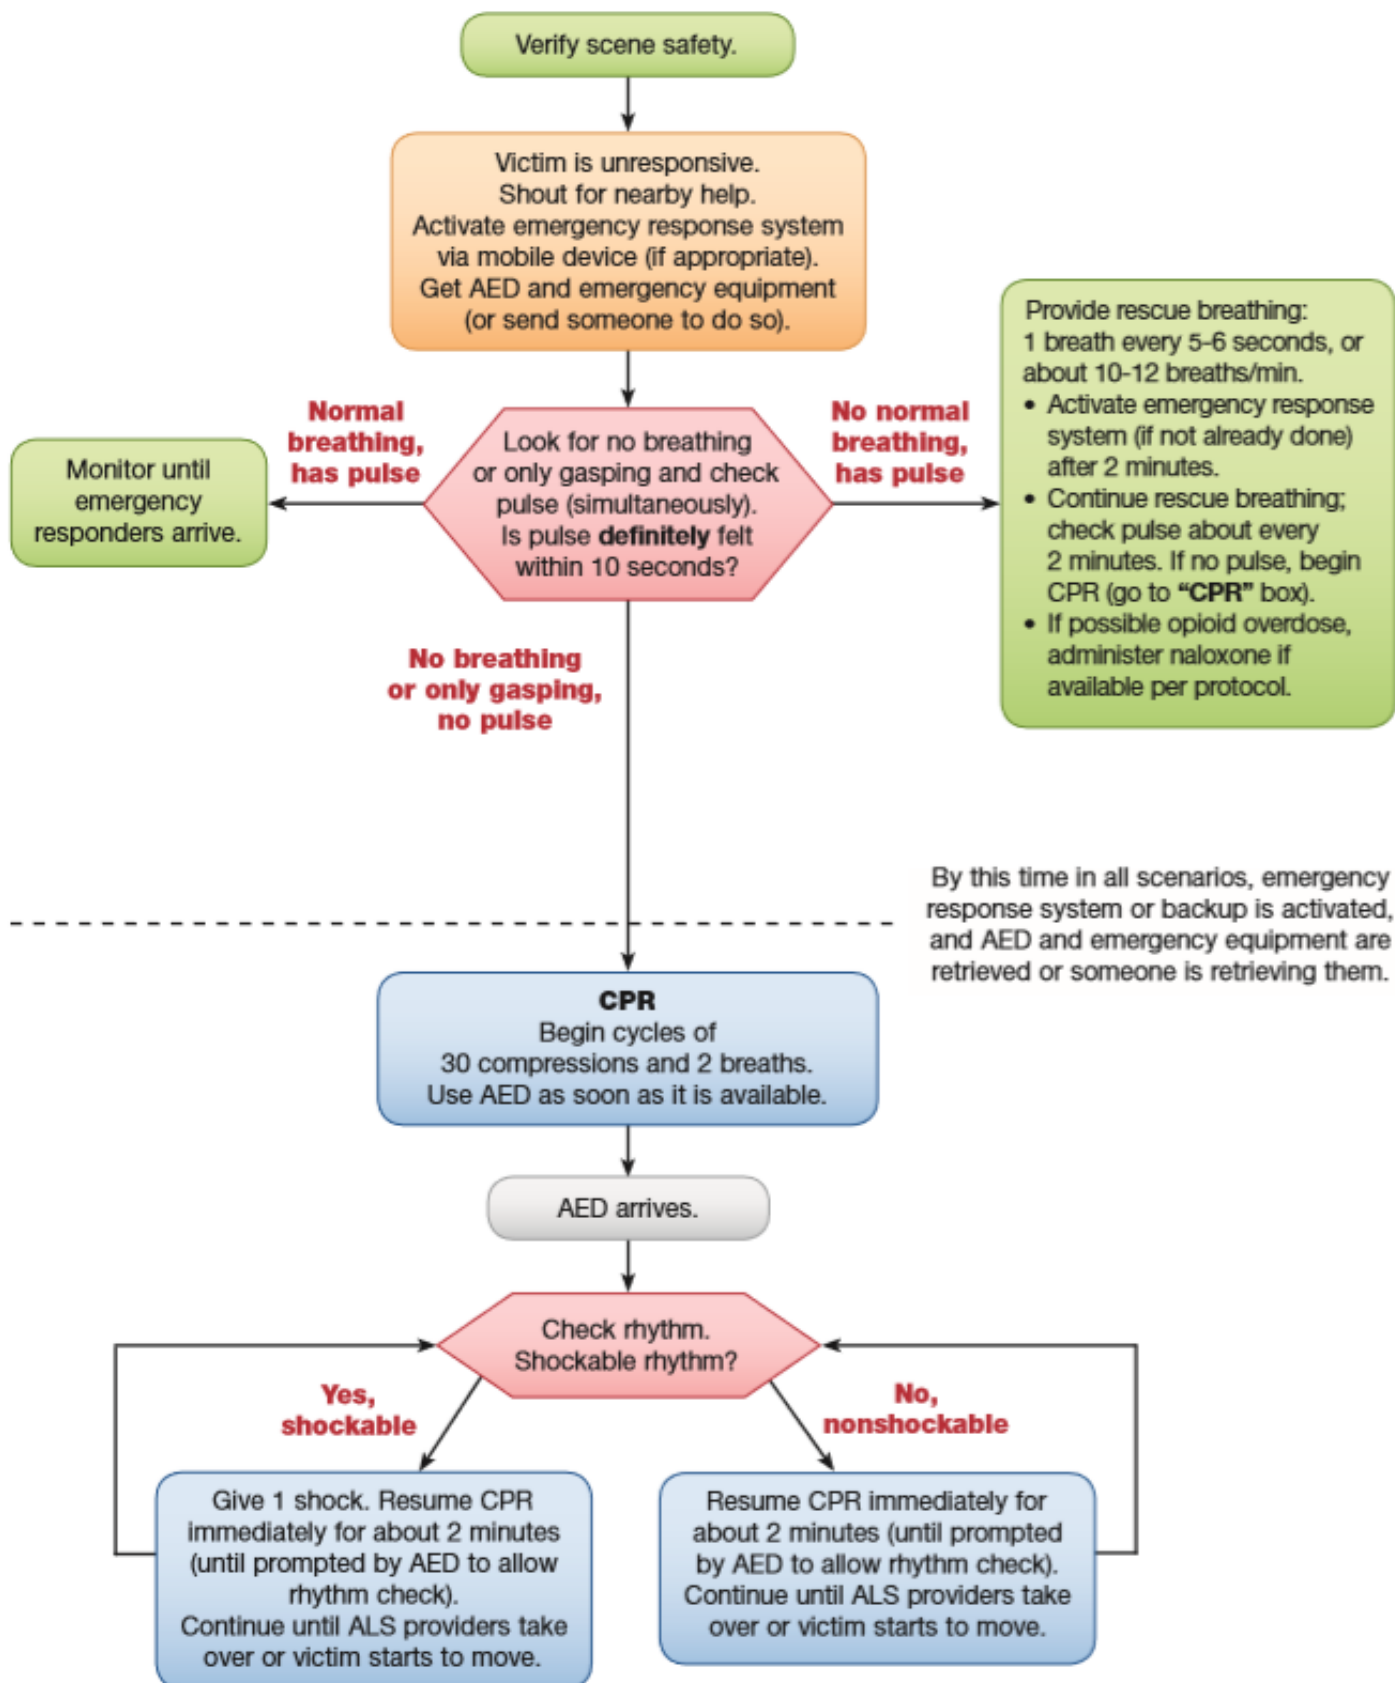 Verify scene safety.
Victim is unresponsive.
Shout for nearby help.
Activate emergency response system
via mobile device (if appropriate).
Get AED and emergency equipment
(or send someone to do so).
Normal
breathing,
has pulse
Monitor until
emergency
responders arrive.
Look for no breathing
or only gasping and check
pulse (simultaneously).
Is pulse definitely felt
within 10 seconds?
No normal
breathing,
has pulse
Provide rescue breathing:
1 breath every 5-6 seconds, or
about 10-12 breaths/min.
• Activate emergency response
system (if not already done)
after 2 minutes.
• Continue rescue breathing;
check pulse about every
2 minutes. If no pulse, begin
CPR (go to “CPR” box).
• If possible opioid overdose,
administer naloxone if
available per protocol.
No breathing
or only gasping,
no pulse
By this time in all scenarios, emergency
response system or backup is activated,
and AED and emergency equipment are
retrieved or someone is retrieving them.
CPR
Begin cycles of
30 compressions and 2 breaths.
Use AED as soon as it is available.
AED arrives.
Check rhythm.
Shockable rhythm?
Yes,
shockable
No,
nonshockable
Give 1 shock. Resume CPR
immediately for about 2 minutes
(until prompted by AED to allow
rhythm check).
Continue until ALS providers take
over or victim starts to move.
Resume CPR immediately for
about 2 minutes (until prompted
by AED to allow rhythm check).
Continue until ALS providers take
over or victim starts to move.